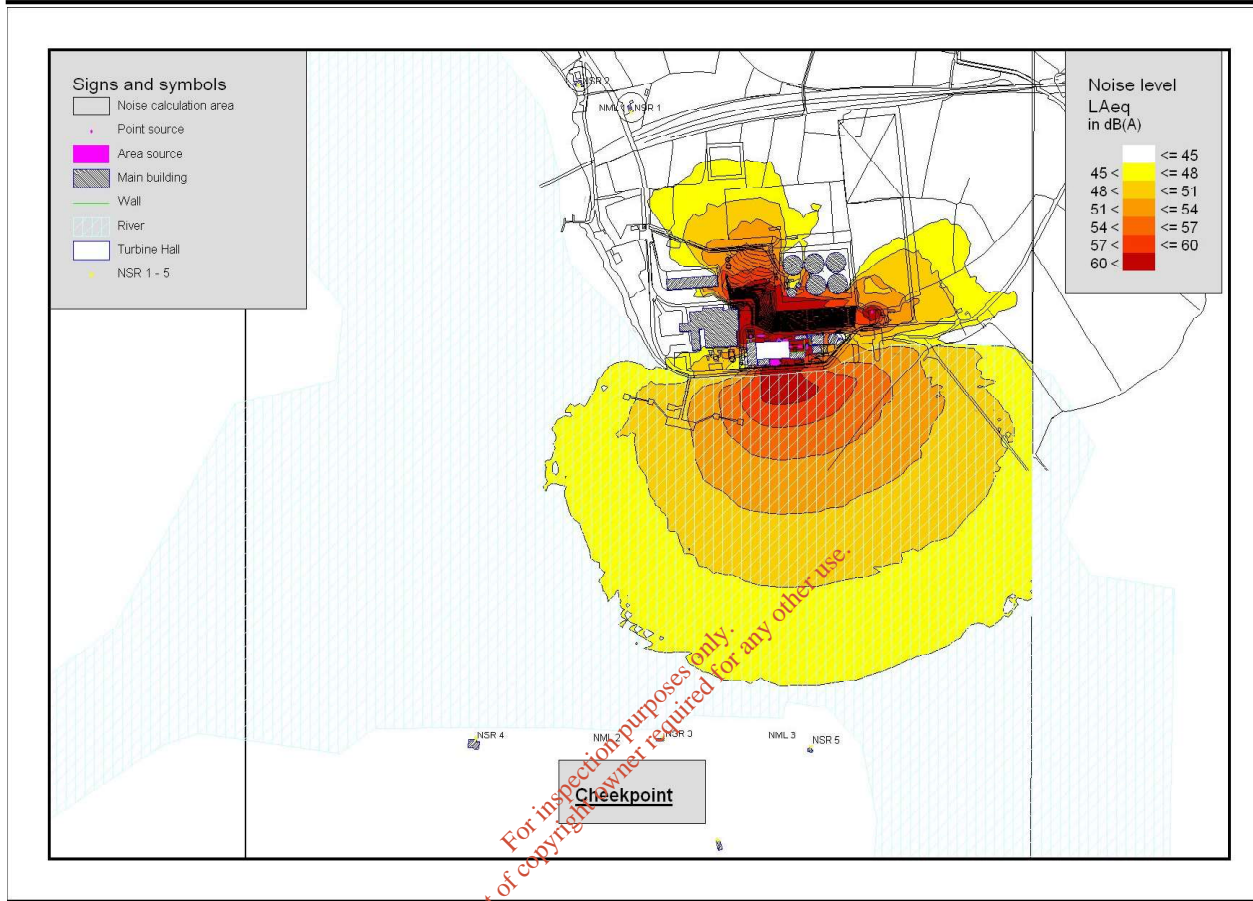 Signs and symbols
Noise calculation area
Point source
Area source
Main building
Wall
River
Turbine Hall
NSR 1 - 5
NSR 2
NML 1
NSR 1
Noise level
LAeq
in dB(A)
<= 45
45 < <= 48
48 < <= 51
51 < <= 54
54 < <= 57
57 < <= 60
60 <
NSR 4
NML 2
NSR 3
NML 3
NSR 5
Cheekpoint
For inspection purposes only.
of copyright owner required for any other use.